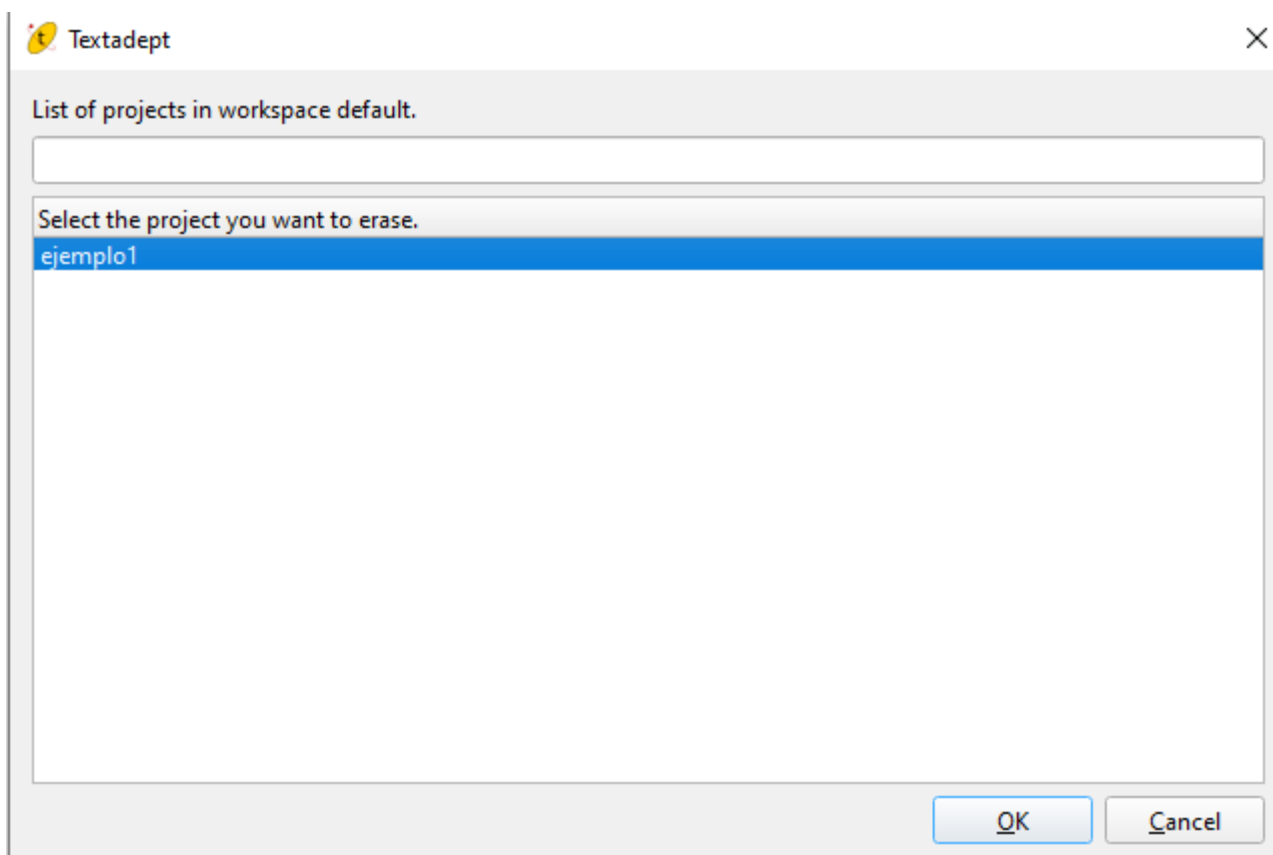 Textadept
List of projects in workspace default.
Select the project you want to erase.
ejemplo1
OK
Cancel